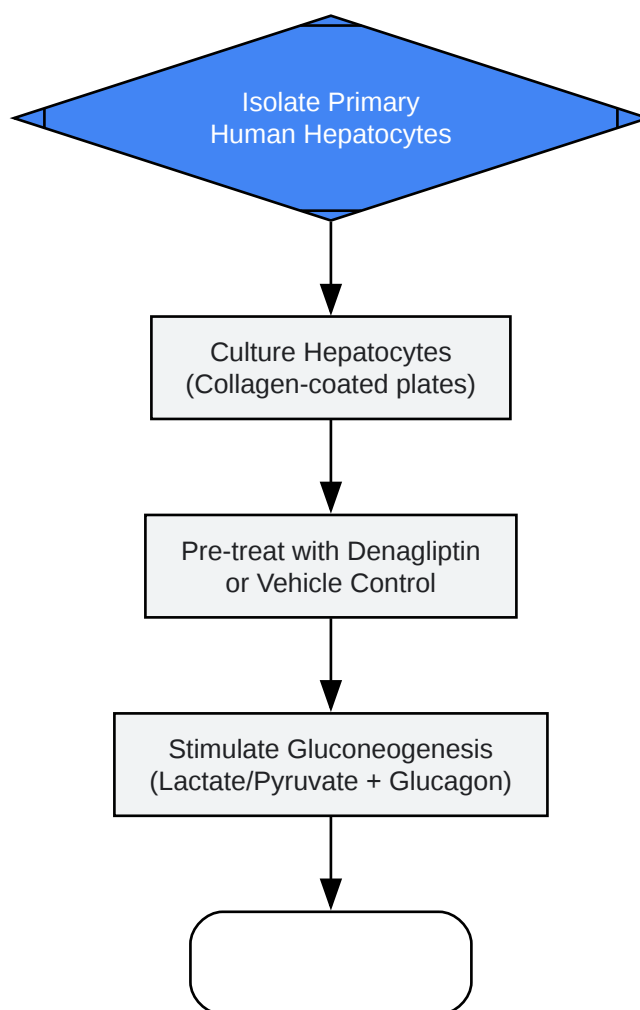 Isolate Primary
Human Hepatocytes
Culture Hepatocytes
(Collagen-coated plates)
Pre-treat with Denagliptin
or Vehicle Control
Stimulate Gluconeogenesis
(Lactate/Pyruvate + Glucagon)